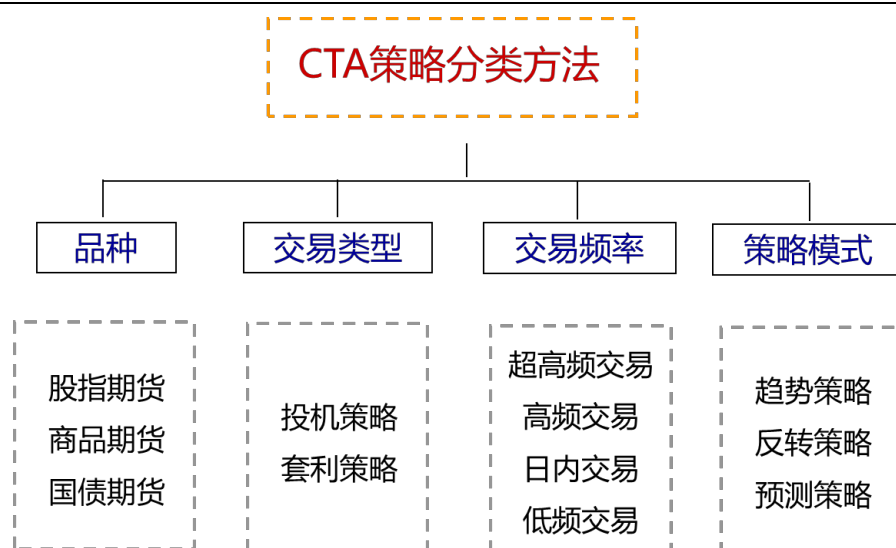 CTA策略分类方法
品种
交易类型
交易频率
策略模式
股指期货
商品期货
国债期货
投机策略
套利策略
超高频交易
高频交易
日内交易
低频交易
趋势策略
反转策略
预测策略